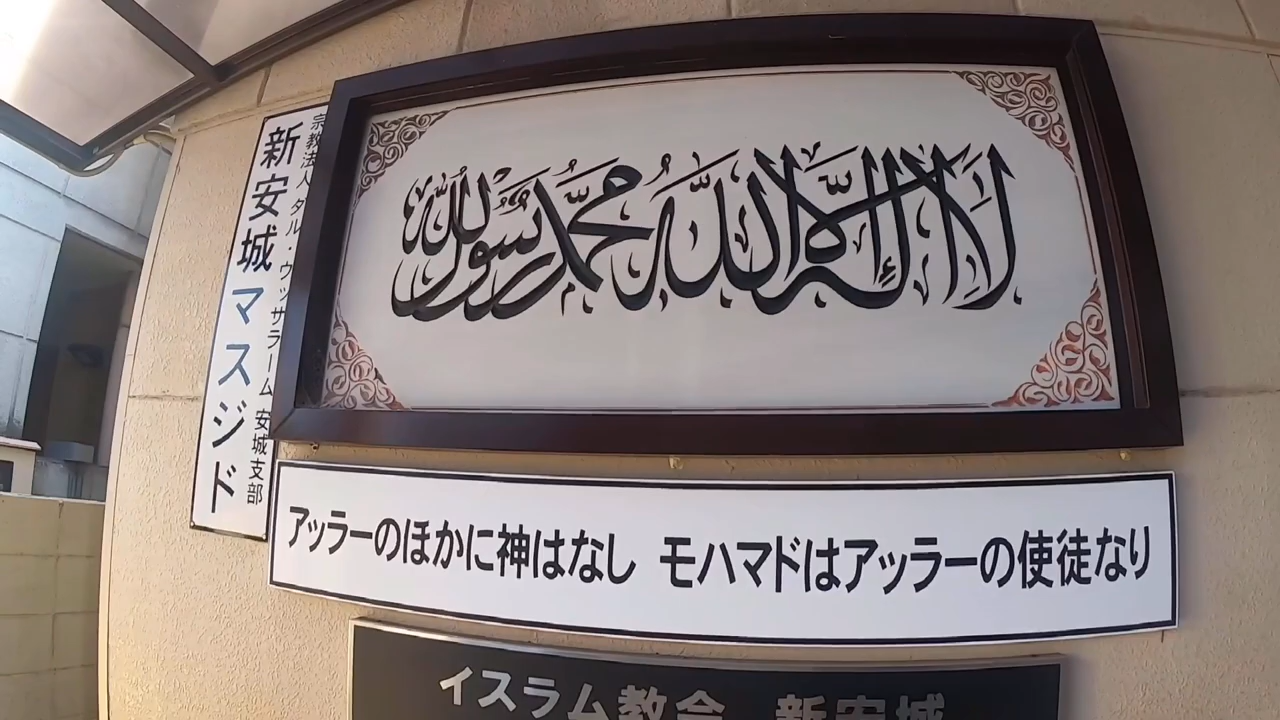 لا إله إلا الله محمد رسول الله
宗教法人 ダル・ウッサラーム 安城支部
新安城マスジド
アッラーのほかに神はなし モハマドはアッラーの使徒なり
イスラム教会 新安城